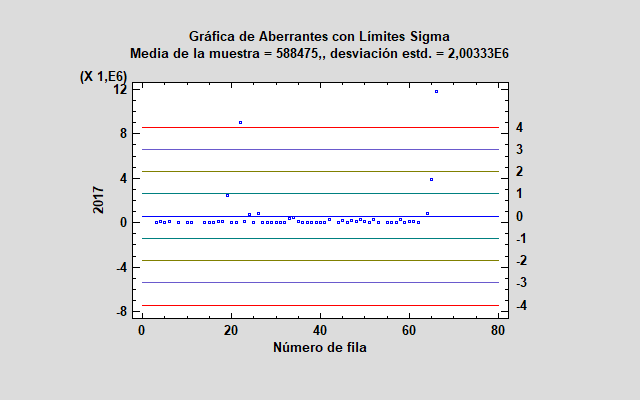 Gráfica de Aberrantes con Límites Sigma
Media de la muestra = 588475,, desviación estd. = 2,00333E6
(X 1,E6)
12
8 4
3
4 2
1
2017
0 0
-1
-4 -2
-3
-8 -4
0 20 40 60 80
Número de fila